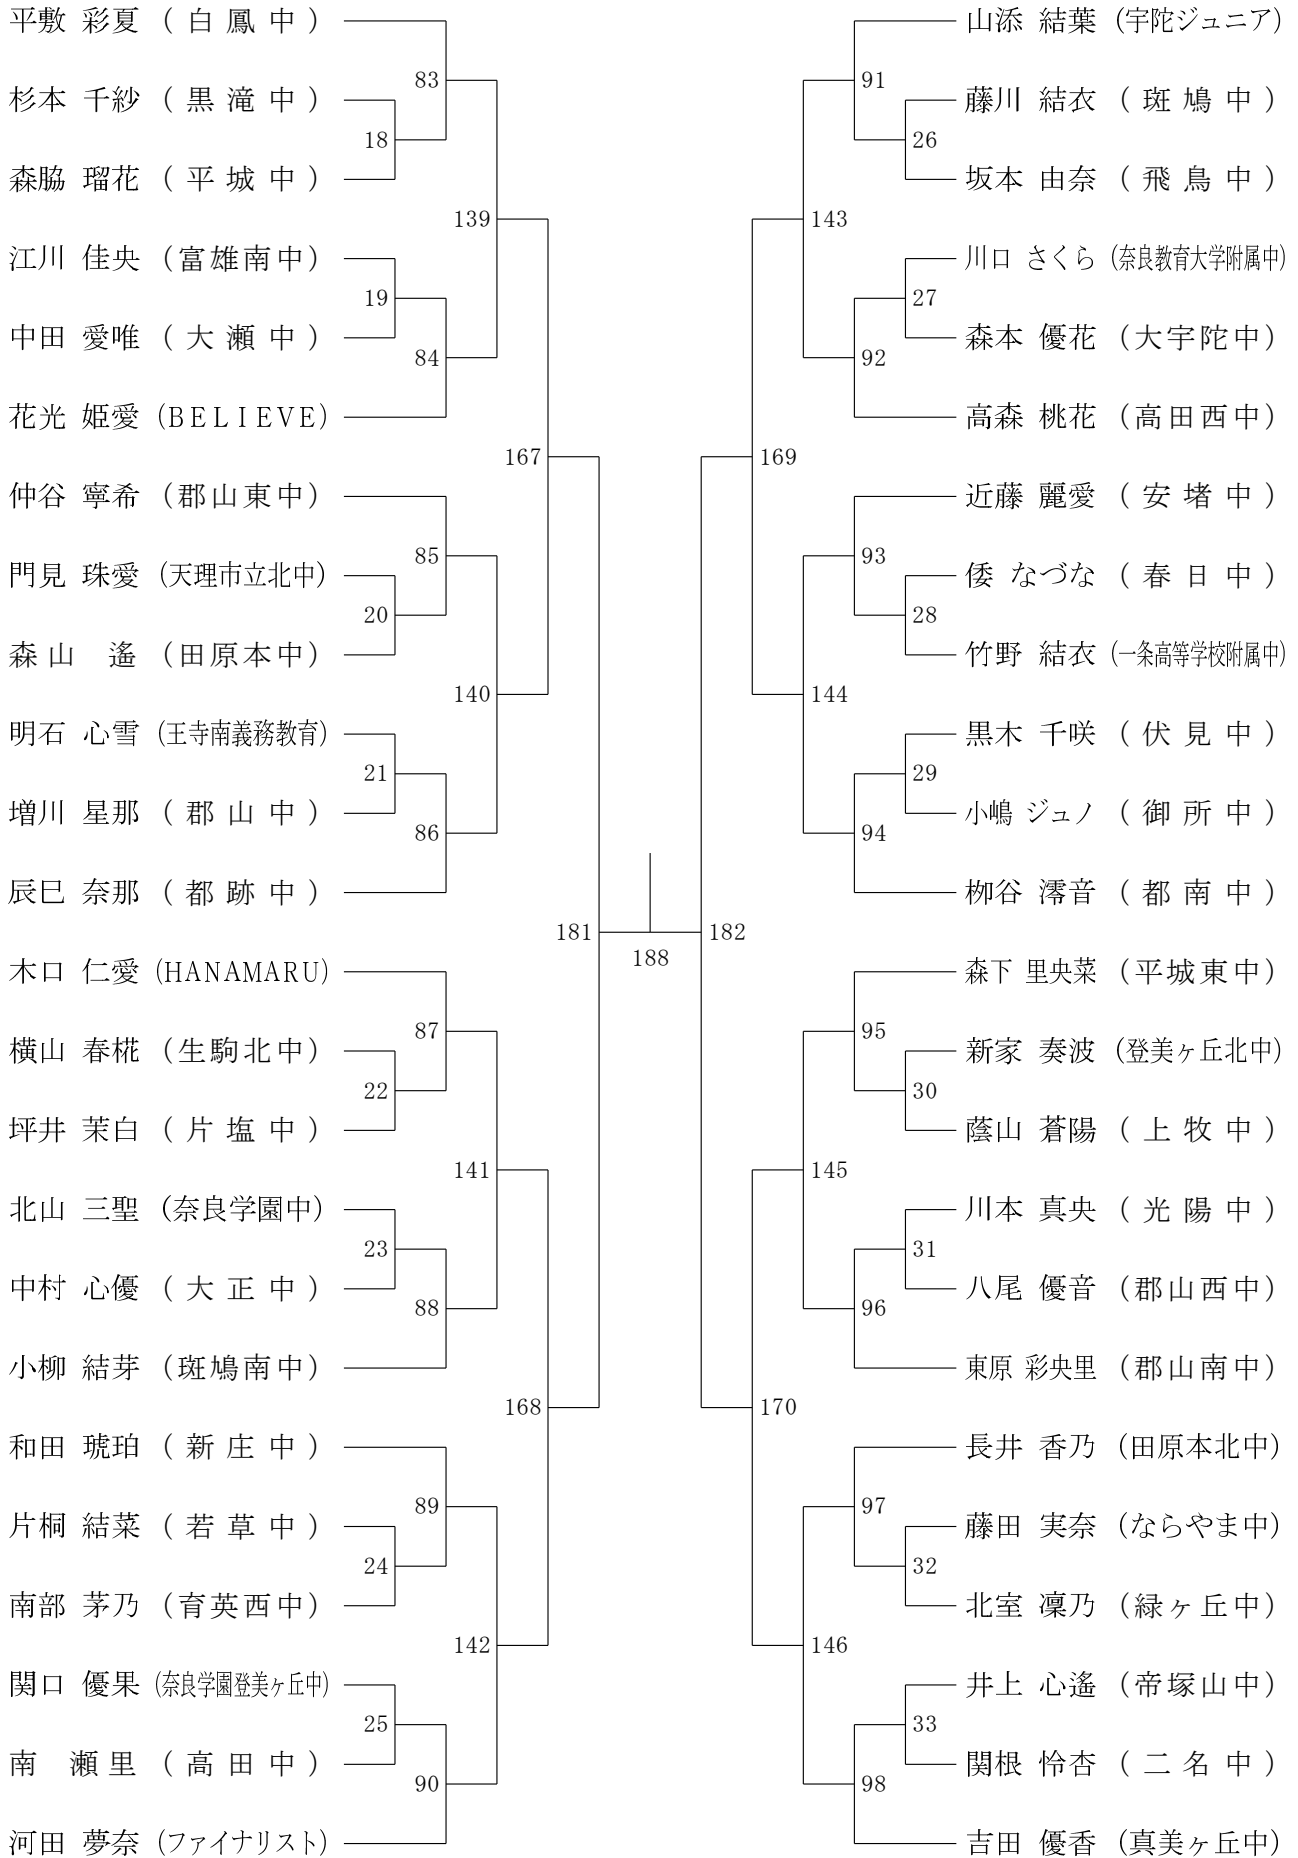 平敷 彩夏 (白鳳中)
83
杉本 千紗 (黒滝中)
18
森脇 瑠花 (平城中)
139
江川 佳央 (富雄南中)
19
中田 愛唯 (大瀬中)
84
花光 姫愛 (BELIEVE)
167
仲谷 寧希 (郡山東中)
85
門見 珠愛 (天理市立北中)
20
森山 遙 (田原本中)
140
明石 心雪 (王寺南義務教育)
21
増川 星那 (郡山中)
86
辰巳 奈那 (都跡中)
181
木口 仁愛 (HANAMARU)
87
横山 春椛 (生駒北中)
22
坪井 茉白 (片塩中)
141
北山 三聖 (奈良学園中)
23
中村 心優 (大正中)
88
小柳 結芽 (斑鳩南中)
168
和田 琥珀 (新庄中)
89
片桐 結菜 (若草中)
24
南部 茅乃 (育英西中)
142
関口 優果 (奈良学園登美ヶ丘中)
25
南 瀬里 (高田中)
90
河田 夢奈 (ファイナリスト)
188
山添 結葉 (宇陀ジュニア)
91
藤川 結衣 (斑鳩中)
26
坂本 由奈 (飛鳥中)
143
川口 さくら (奈良教育大学附属中)
27
森本 優花 (大宇陀中)
92
高森 桃花 (高田西中)
169
近藤 麗愛 (安堵中)
93
倭 なづな (春日中)
28
竹野 結衣 (一条高等学校附属中)
144
黒木 千咲 (伏見中)
29
小嶋 ジュノ (御所中)
94
栁谷 澪音 (都南中)
182
森下 里央菜 (平城東中)
95
新家 奏波 (登美ヶ丘北中)
30
蔭山 蒼陽 (上牧中)
145
川本 真央 (光陽中)
31
八尾 優音 (郡山西中)
96
東原 彩央里 (郡山南中)
170
長井 香乃 (田原本北中)
97
藤田 実奈 (ならやま中)
32
北室 凜乃 (緑ヶ丘中)
146
井上 心遙 (帝塚山中)
33
関根 怜杏 (二名中)
98
吉田 優香 (真美ヶ丘中)